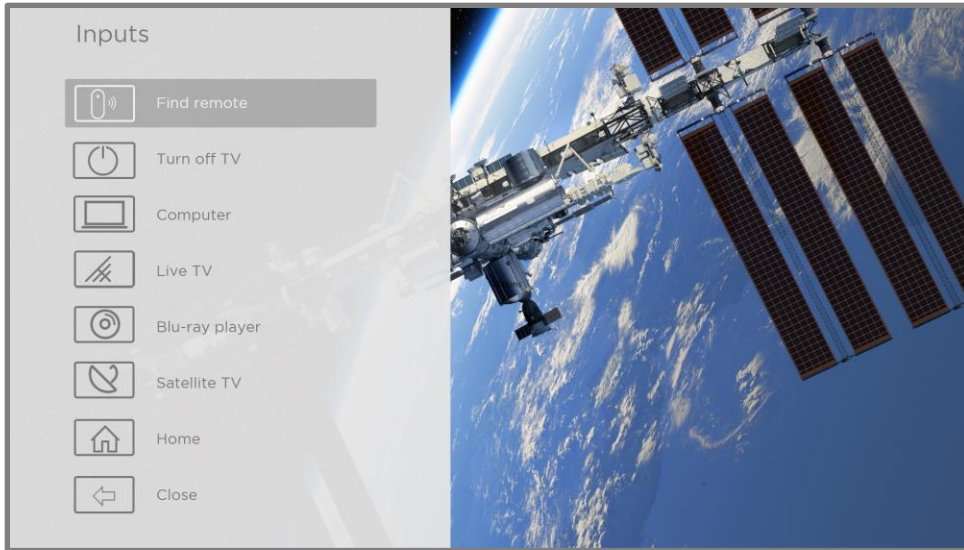 Inputs
Find remote
Turn off TV
Computer
Live TV
Blu-ray player
Satellite TV
Home
Close